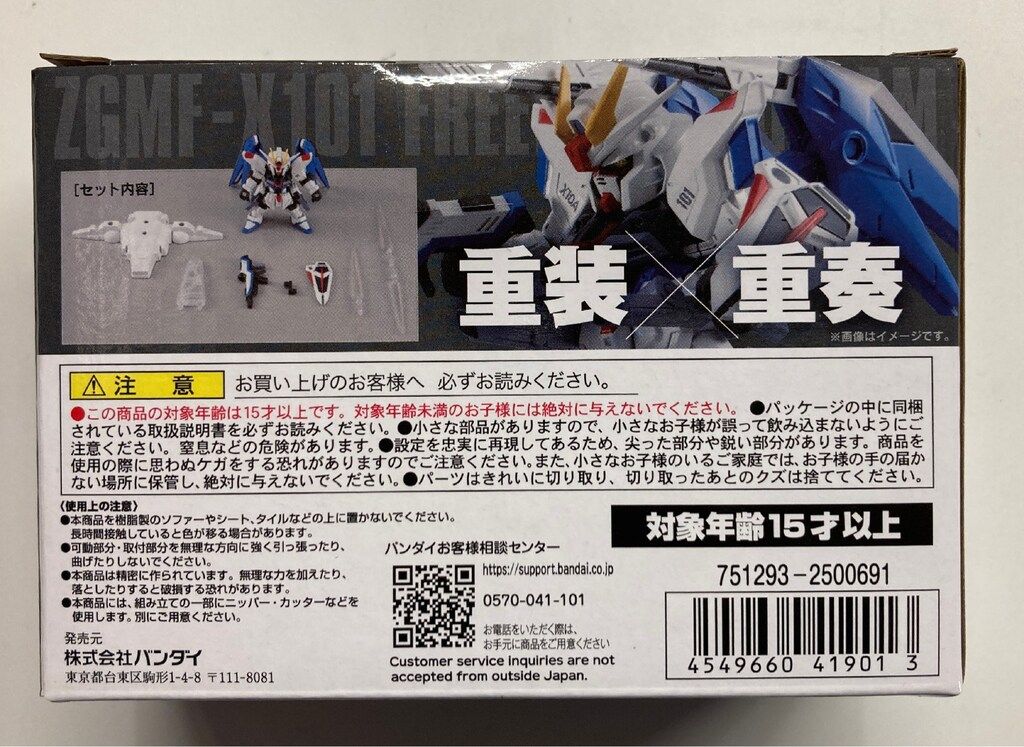 ZGMF-X101 FREE M
[セット内容]
X10A
101
重装×重奏
※画像はイメージです。
注 意 お買い上げのお客様へ 必ずお読みください。
●この商品の対象年齢は15才以上です。対象年齢未満のお子様には絶対に与えないでください。 ●パッケージの中に同梱
されている取扱説明書を必ずお読みください。●小さな部品がありますので、小さなお子様が誤って飲み込まないようにご
注意ください。窒息などの危険があります。●設定を忠実に再現してあるため、尖った部分や鋭い部分があります。商品を
使用の際に思わぬケガをする恐れがありますのでご注意ください。また、小さなお子様のいるご家庭では、お子様の手の届か
ない場所に保管し、絶対に与えないでください。●パーツはきれいに切り取り、切り取ったあとのクズは捨ててください。
〈使用上の注意〉
●本商品を樹脂製のソファーやシート、タイルなどの上に置かないでください。
長時間接触していると色が移る場合があります。
●可動部分・取付部分を無理な方向に強く引っ張ったり、
曲げたりしないでください。
●本商品は精密に作られています。無理な力を加えたり、
落としたりすると破損する恐れがあります。
●本商品には、組み立ての一部にニッパー・カッターなどを
使用します。別にご用意ください。
発売元
株式会社バンダイ
東京都台東区駒形1-4-8 〒111-8081
バンダイお客様相談センター
https://support.bandai.co.jp
0570-041-101
お電話をいただく際は、
お手元に商品をご用意ください
Customer service inquiries are not
accepted from outside Japan.
対象年齢15才以上
751293-2500691
4549660 41901 3